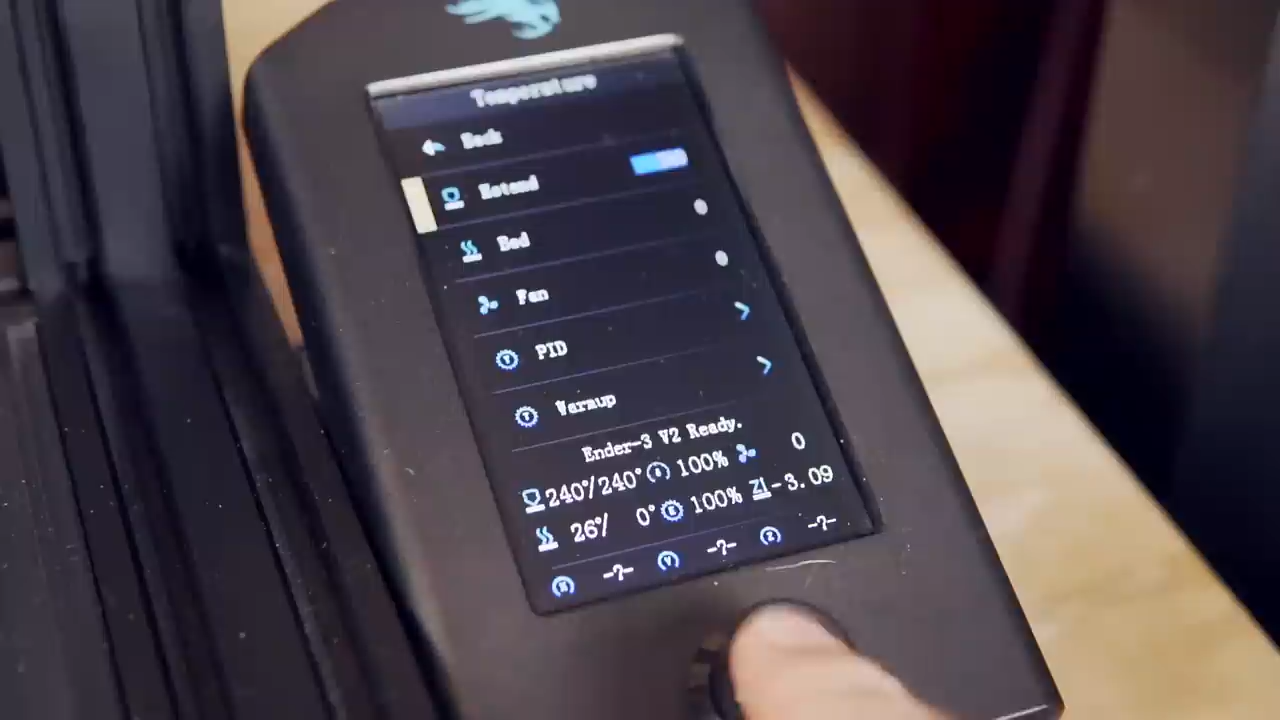 Temperature
Back
Hotend
Bed
Fan
PID
Warmup
Ender-3 V2 Ready.
240°/240° 100% 0
26°/ 0° 100% -3.09
X -?- Y -?- Z -?-